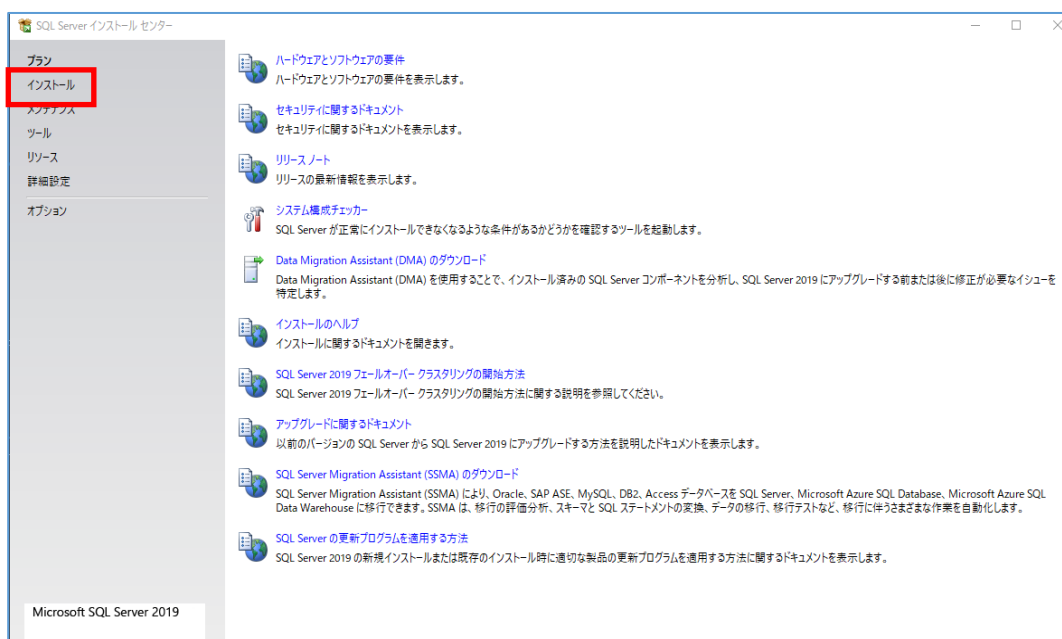 SQL Server インストール センター
プラン
インストール
メンテナンス
ツール
リソース
詳細設定
オプション
ハードウェアとソフトウェアの要件
ハードウェアとソフトウェアの要件を表示します。
セキュリティに関するドキュメント
セキュリティに関するドキュメントを表示します。
リリース ノート
リリースの最新情報を表示します。
システム構成チェッカー
SQL Server が正常にインストールできなくなるような条件があるかどうかを確認するツールを起動します。
Data Migration Assistant (DMA) のダウンロード
Data Migration Assistant (DMA) を使用することで、インストール済みの SQL Server コンポーネントを分析し、SQL Server 2019 にアップグレードする前または後に修正が必要なイシューを
特定します。
インストールのヘルプ
インストールに関するドキュメントを開きます。
SQL Server 2019 フェールオーバー クラスタリングの開始方法
SQL Server 2019 フェールオーバー クラスタリングの開始方法に関する説明を参照してください。
アップグレードに関するドキュメント
以前のバージョンの SQL Server から SQL Server 2019 にアップグレードする方法を説明したドキュメントを表示します。
SQL Server Migration Assistant (SSMA) のダウンロード
SQL Server Migration Assistant (SSMA) により、Oracle、SAP ASE、MySQL、DB2、Access データベースを SQL Server、Microsoft Azure SQL Database、Microsoft Azure SQL
Data Warehouse に移行できます。SSMA は、移行の評価分析、スキーマと SQL ステートメントの変換、データの移行、移行テストなど、移行に伴うさまざまな作業を自動化します。
SQL Server の更新プログラムを適用する方法
SQL Server 2019 の新規インストールまたは既存のインストール時に適切な製品の更新プログラムを適用する方法に関するドキュメントを表示します。
Microsoft SQL Server 2019